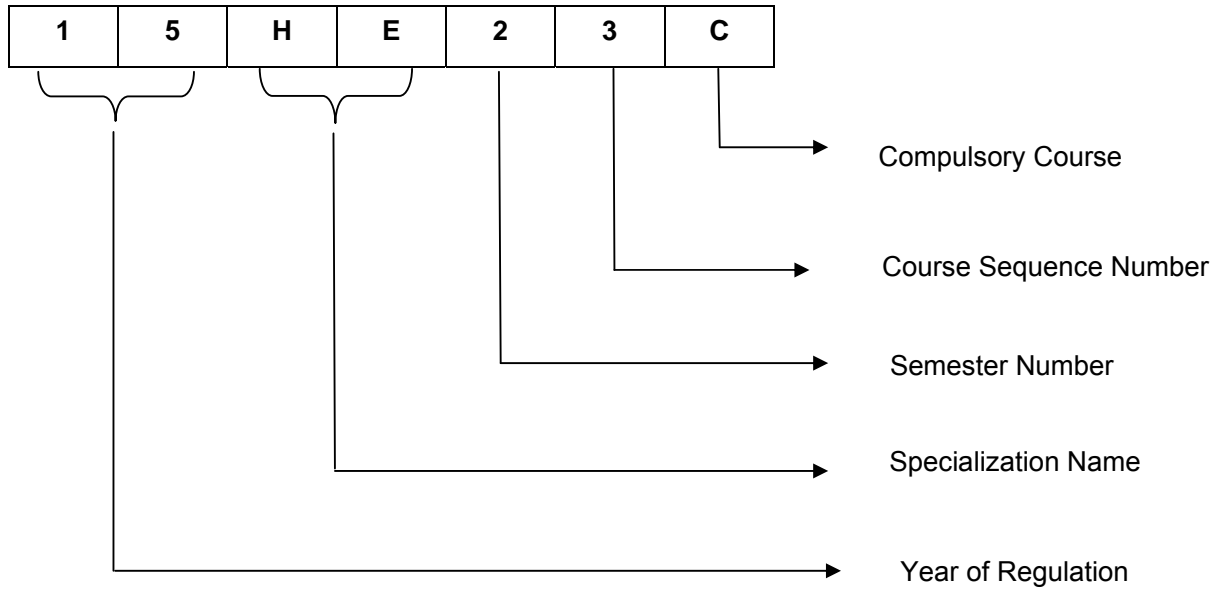 1 5 H E 2 3 C
Compulsory Course
Course Sequence Number
Semester Number
Specialization Name
Year of Regulation